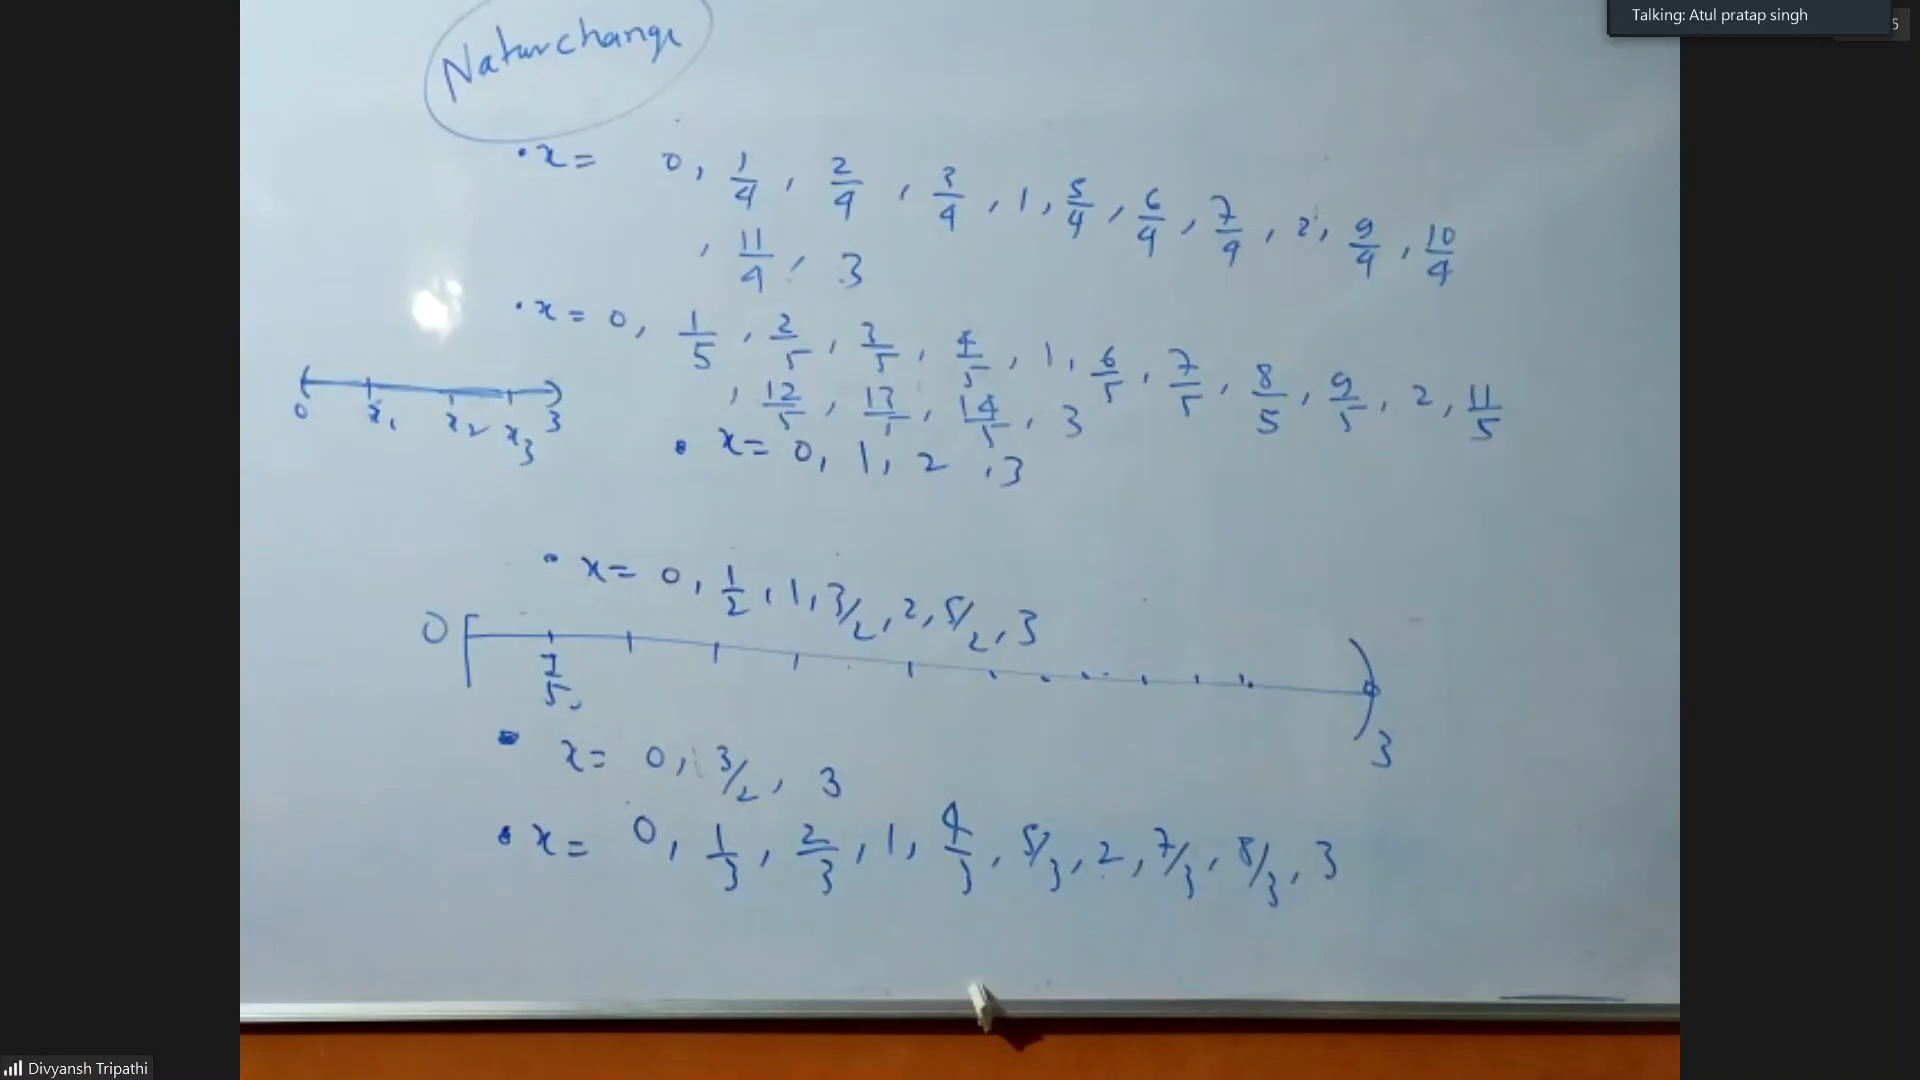 Talking: Atul pratap singh
5
Naturchange
• x = 0, 1/4, 2/4, 3/4, 1, 5/4, 6/4, 7/4, 2, 9/4, 10/4
, 11/4, 3
• x = 0, 1/5, 2/5, 3/5, 4/5, 1, 6/5, 7/5, 8/5, 9/5, 2, 11/5
, 12/5, 13/5, 14/5, 3
0 x1 x2 x3 3
• x = 0, 1, 2, 3
• x = 0, 1/2, 1, 3/2, 2, 5/2, 3
0
5
3
• x = 0, 3/2, 3
• x = 0, 1/3, 2/3, 1, 4/3, 5/3, 2, 7/3, 8/3, 3
Divyansh Tripathi